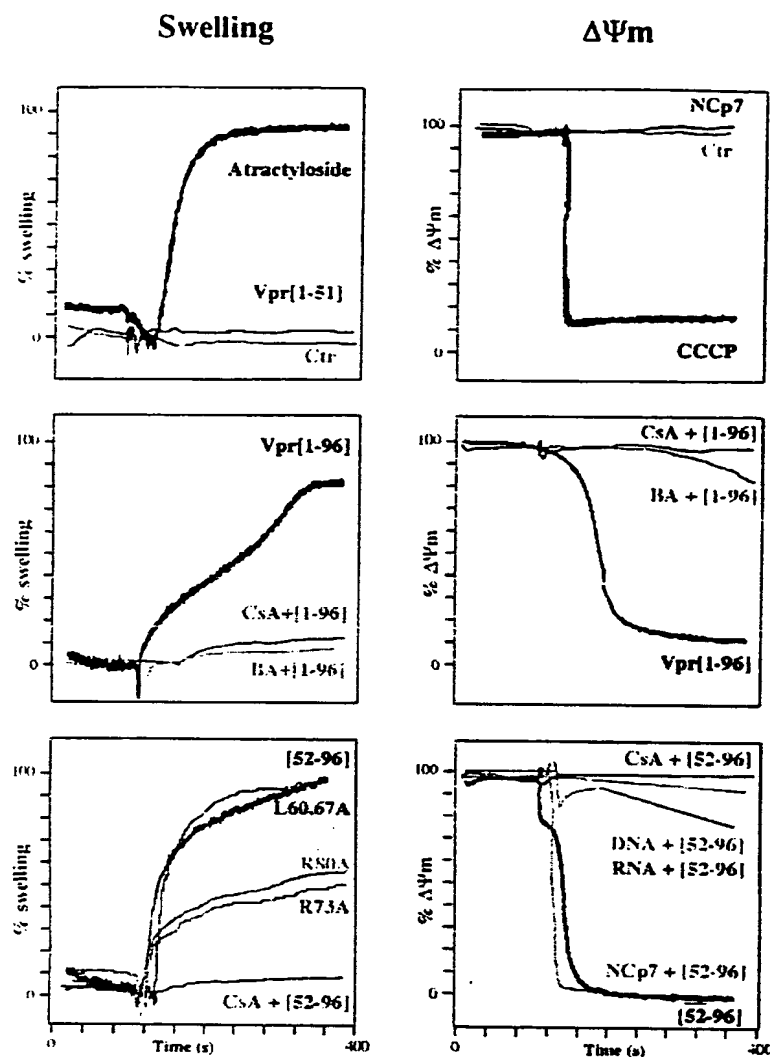 Swelling
ΔΨm
100
0
% swelling
Atractyloside
Vpr[1-51]
Ctr
100
0
% ΔΨm
NCp7
Ctr
CCCP
100
0
% swelling
Vpr[1-96]
CsA+[1-96]
BA+[1-96]
100
0
% ΔΨm
CsA + [1-96]
BA + [1-96]
Vpr[1-96]
100
0
% swelling
[52-96]
L60,67A
R80A
R73A
CsA + [52-96]
0
Time (s)
400
100
0
% ΔΨm
CsA + [52-96]
DNA + [52-96]
RNA + [52-96]
NCp7 + [52-96]
[52-96]
0
Time (s)
400